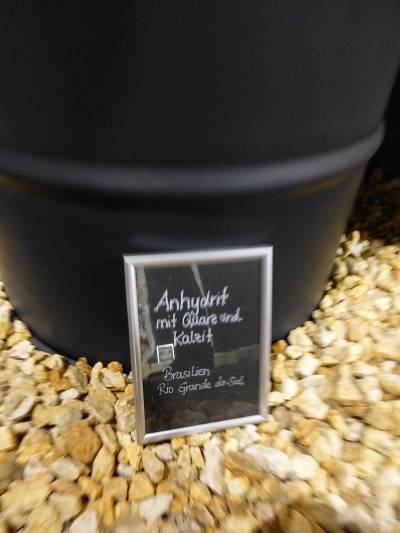 Anhydrit
mit Quarz und
Kalzit
Brasilien
Rio Grande do Sul